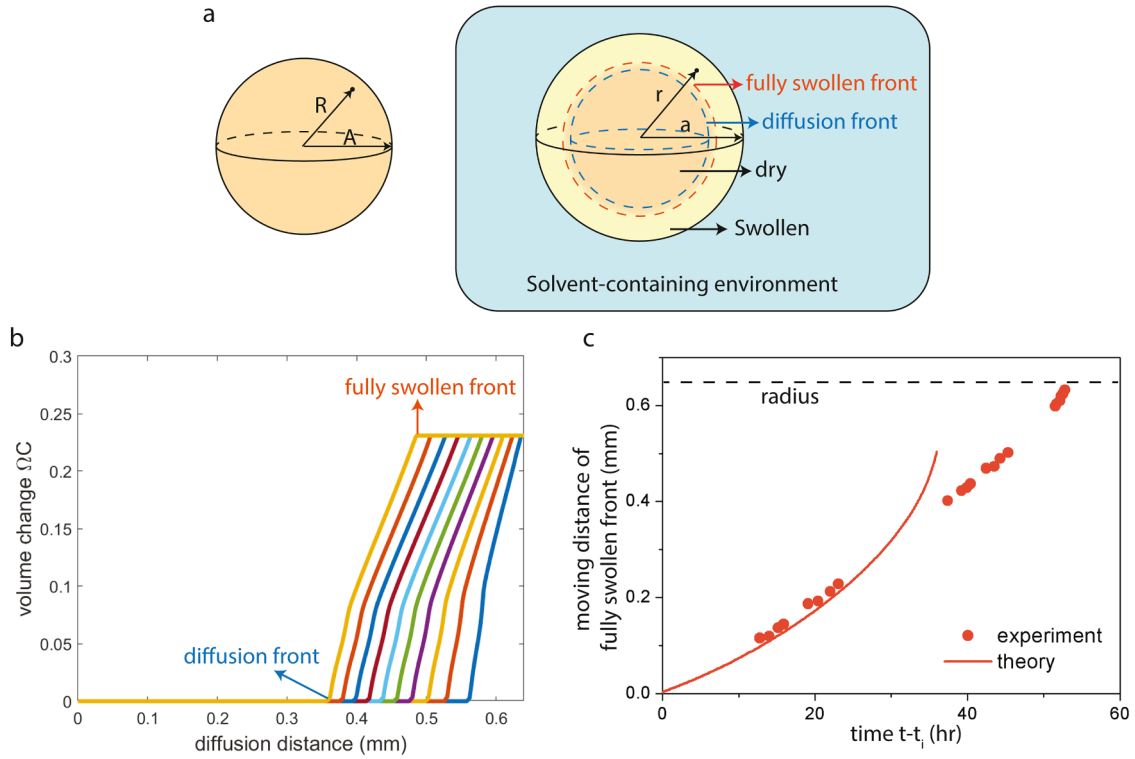 a
R
A
r
a
fully swollen front
diffusion front
dry
Swollen
Solvent-containing environment
b
0.3
0.25
0.2
0.15
0.1
0.05
0
volume change ΩC
fully swollen front
diffusion front
0
0.1
0.2
0.3
0.4
0.5
0.6
diffusion distance (mm)
c
0.6
0.4
0.2
0.0
moving distance of
fully swollen front (mm)
radius
experiment
theory
0
20
40
60
time t-ti (hr)